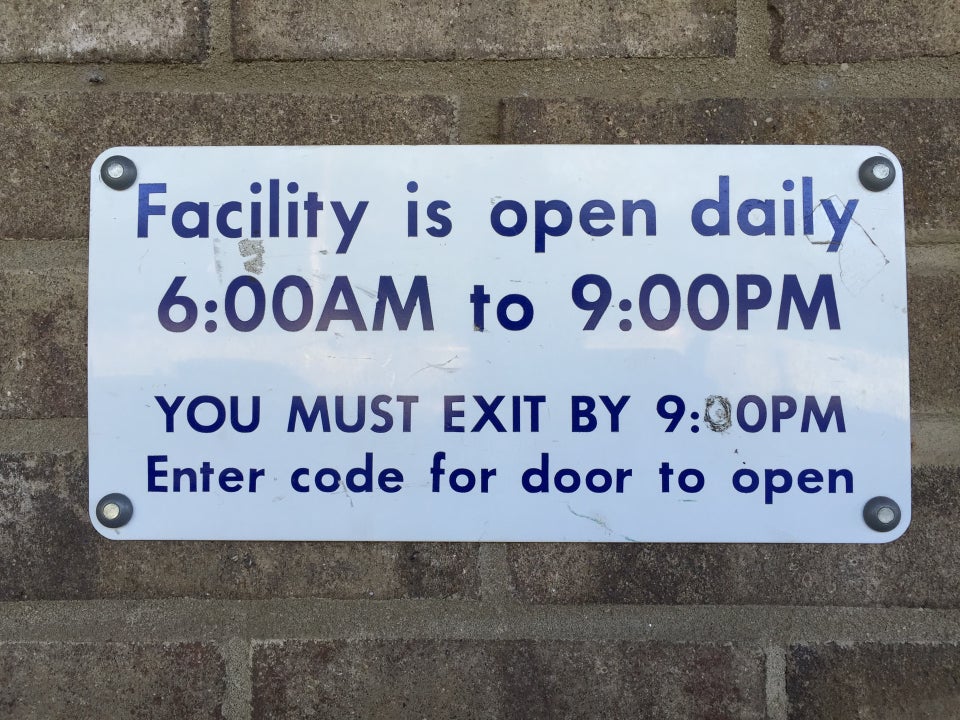 Facility is open daily
6:00AM to 9:00PM
YOU MUST EXIT BY 9:00PM
Enter code for door to open